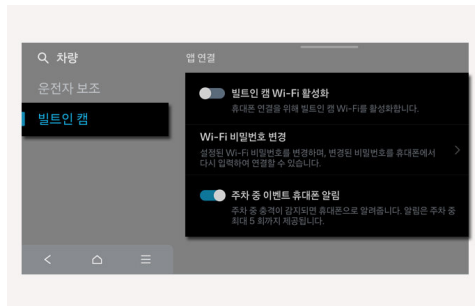 차량
앱 연결
운전자 보조
빌트인 캠
빌트인 캠 Wi-Fi 활성화
휴대폰 연결을 위해 빌트인 캠 Wi-Fi를 활성화합니다.
Wi-Fi 비밀번호 변경
설정된 Wi-Fi 비밀번호를 변경하며, 변경된 비밀번호를 휴대폰에서
다시 입력하여 연결할 수 있습니다.
주차 중 이벤트 휴대폰 알림
주차 중 충격이 감지되면 휴대폰으로 알려줍니다. 알림은 주차 중
최대 5 회까지 제공됩니다.